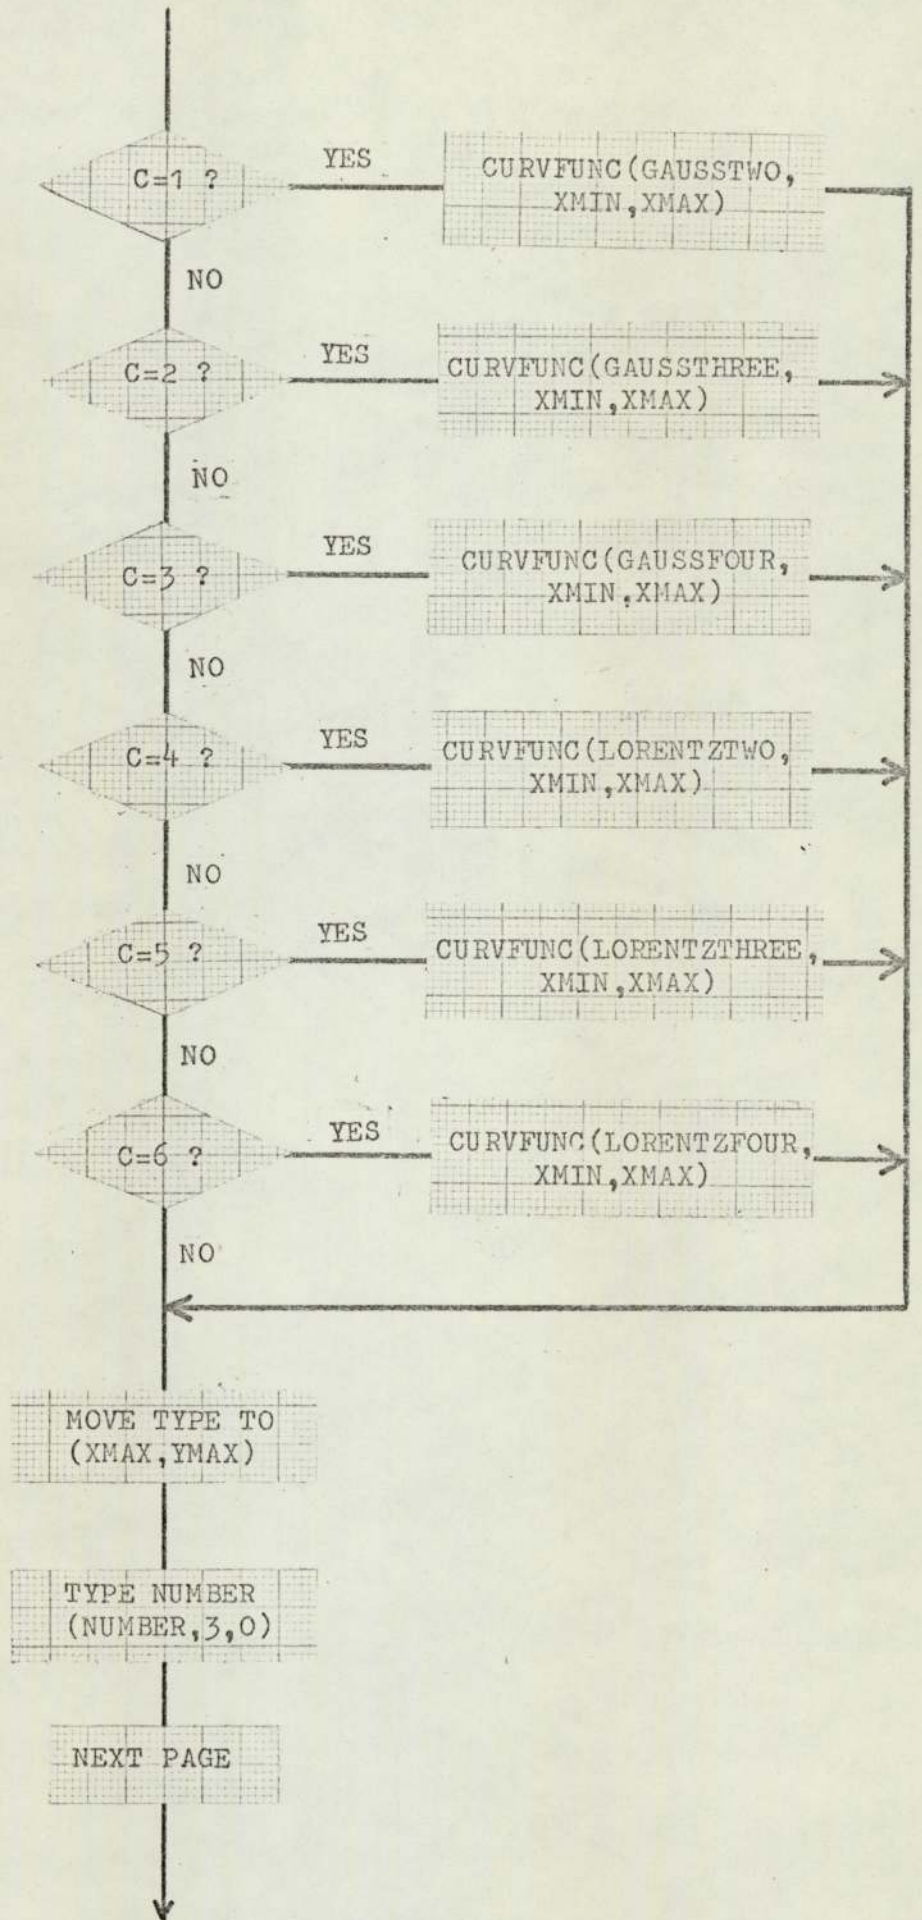 C=1 ?
YES
CURVFUNC(GAUSSTWO,
XMIN,XMAX)
NO
C=2 ?
YES
CURVFUNC(GAUSSTHREE,
XMIN,XMAX)
NO
C=3 ?
YES
CURVFUNC(GAUSSFOUR,
XMIN,XMAX)
NO
C=4 ?
YES
CURVFUNC(LORENTZTWO,
XMIN,XMAX)
NO
C=5 ?
YES
CURVFUNC(LORENTZTHREE,
XMIN,XMAX)
NO
C=6 ?
YES
CURVFUNC(LORENTZFOUR,
XMIN,XMAX)
NO
MOVE TYPE TO
(XMAX,YMAX)
TYPE NUMBER
(NUMBER,3,0)
NEXT PAGE